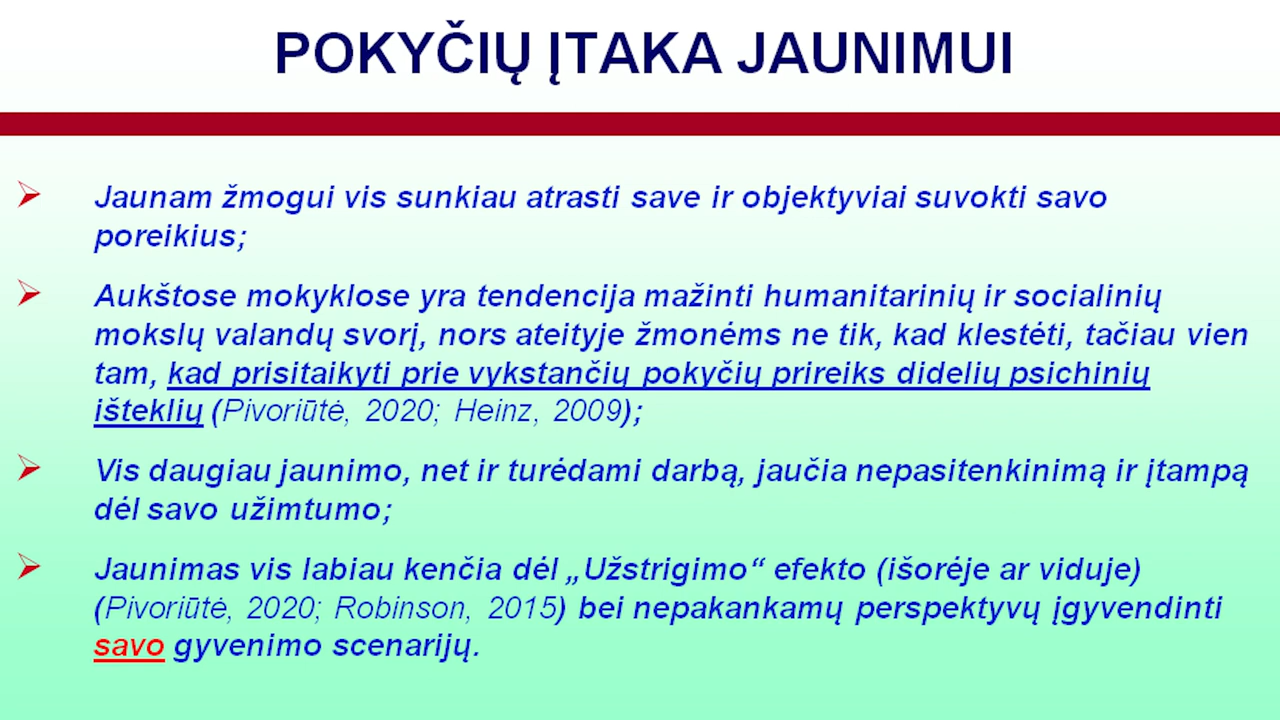 POKYČIŲ ĮTAKA JAUNIMUI
Jaunam žmogui vis sunkiau atrasti save ir objektyviai suvokti savo
poreikius;
Aukštose mokyklose yra tendencija mažinti humanitarinių ir socialinių
mokslų valandų svorį, nors ateityje žmonėms ne tik, kad klestėti, tačiau vien
tam, kad prisitaikyti prie vykstančių pokyčių prireiks didelių psichinių
išteklių (Pivoriūtė, 2020; Heinz, 2009);
Vis daugiau jaunimo, net ir turėdami darbą, jaučia nepasitenkinimą ir įtampą
dėl savo užimtumo;
Jaunimas vis labiau kenčia dėl „Užstrigimo“ efekto (išorėje ar viduje)
(Pivoriūtė, 2020; Robinson, 2015) bei nepakankamų perspektyvų įgyvendinti
savo gyvenimo scenarijų.